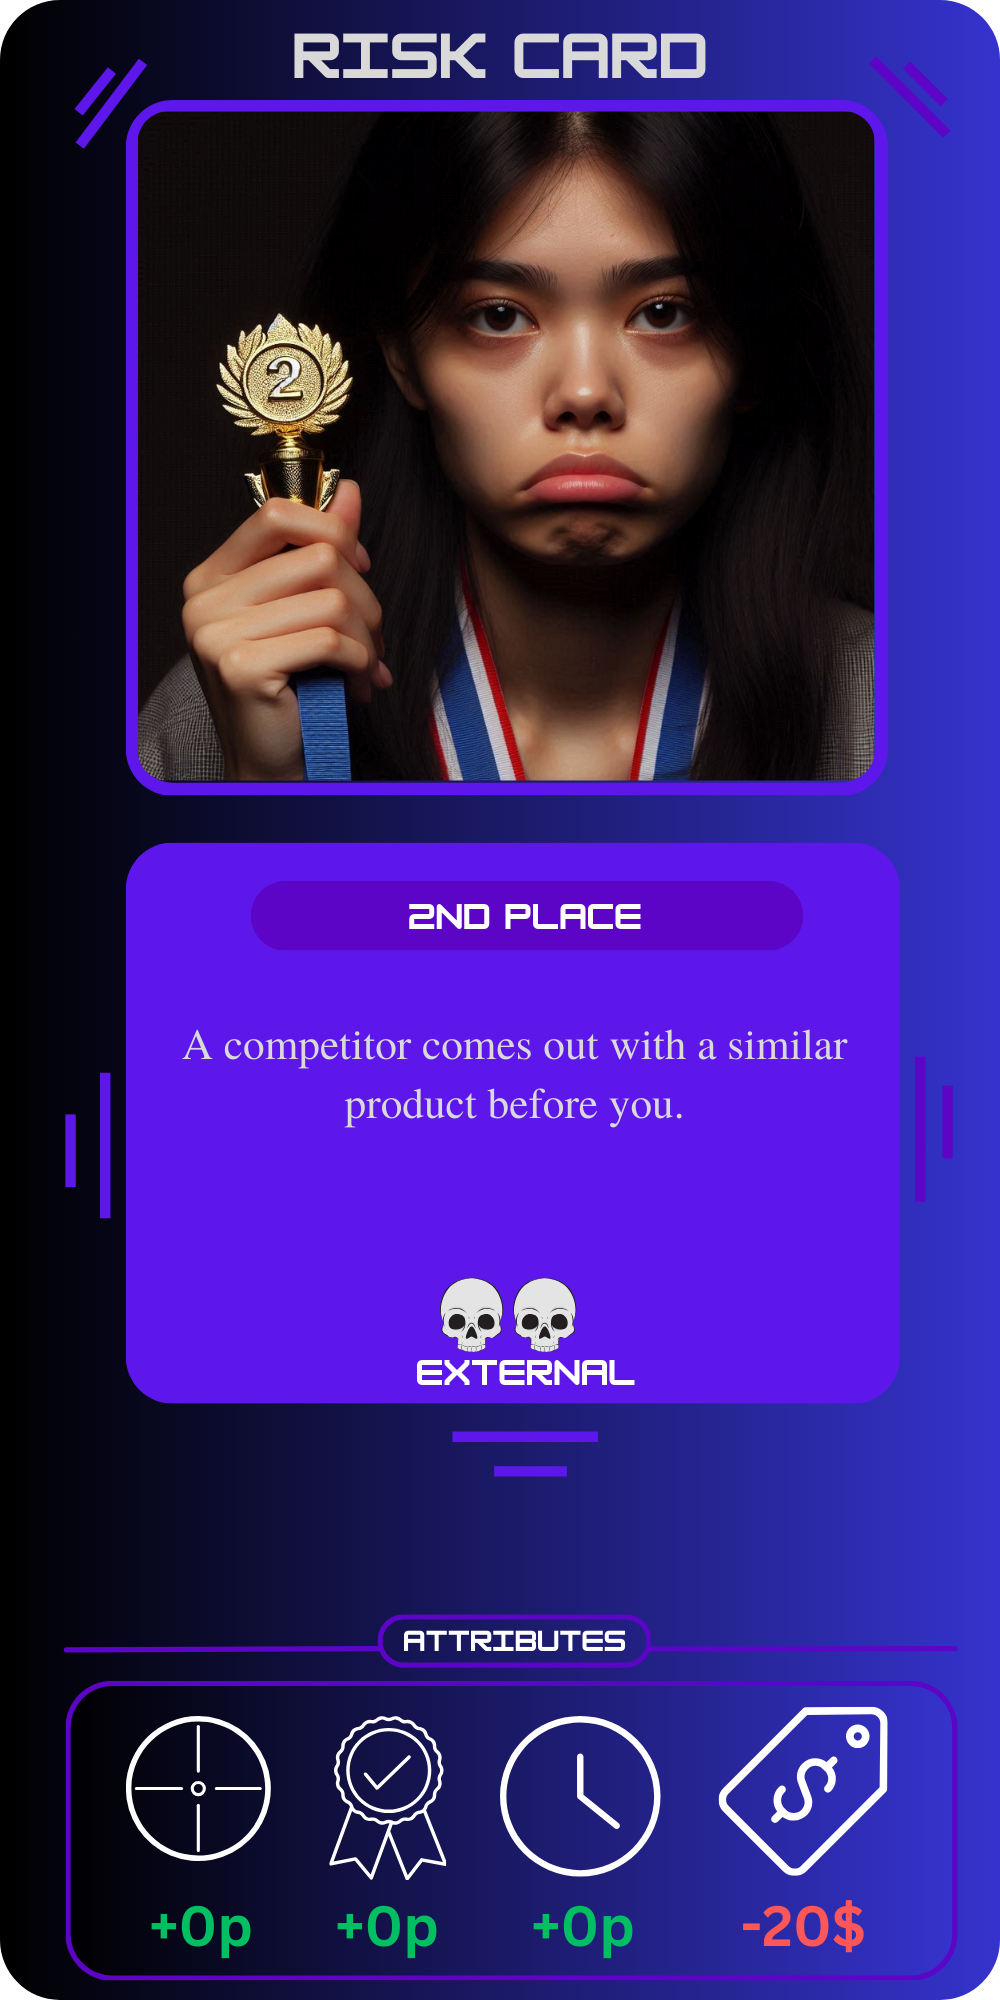 RISK CARD
2
2ND PLACE
A competitor comes out with a similar
product before you.
EXTERNAL
ATTRIBUTES
$
+0p +0p +0p -20$